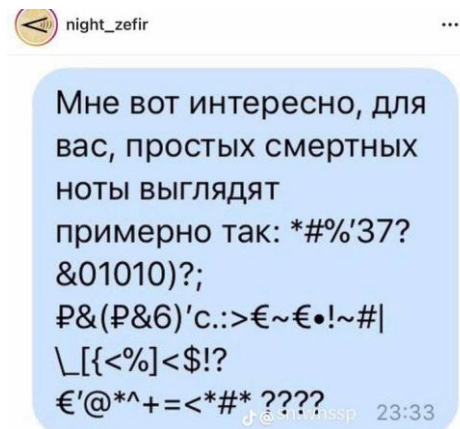 night_zefir
Мне вот интересно, для
вас, простых смертных
ноты выглядят
примерно так: *#%'37?
&01010)?;
₽&(₽&6)'с.:>€~€•!~#|
\_[{<%]<$!?
€'@*^+=<*#* ????
23:33